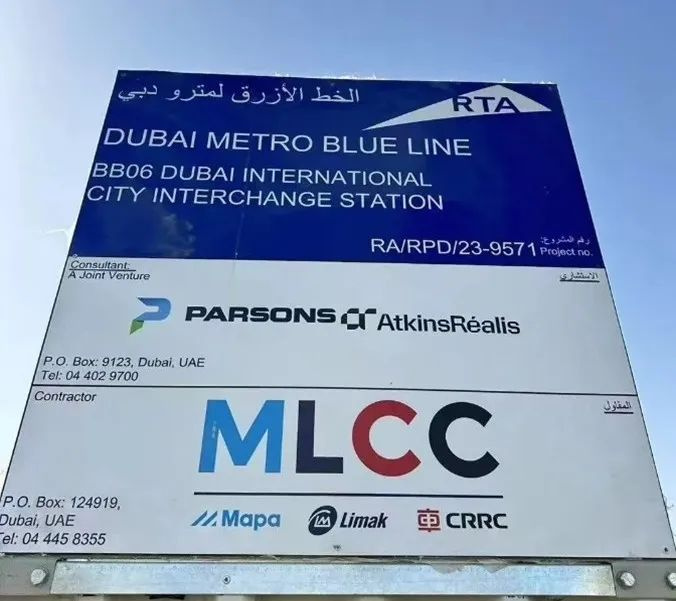 الخط الأزرق لمترو دبي
RTA
DUBAI METRO BLUE LINE
BB06 DUBAI INTERNATIONAL
CITY INTERCHANGE STATION
رقم المشروع:
RA/RPD/23-9571 Project no.
Consultant:
A Joint Venture
الاستشاري
PARSONS AtkinsRéalis
P.O. Box: 9123, Dubai, UAE
Tel: 04 402 9700
Contractor
المقاول
MLCC
P.O. Box: 124919,
Dubai, UAE
Tel: 04 445 8355
Mapa LM Limak CRRC